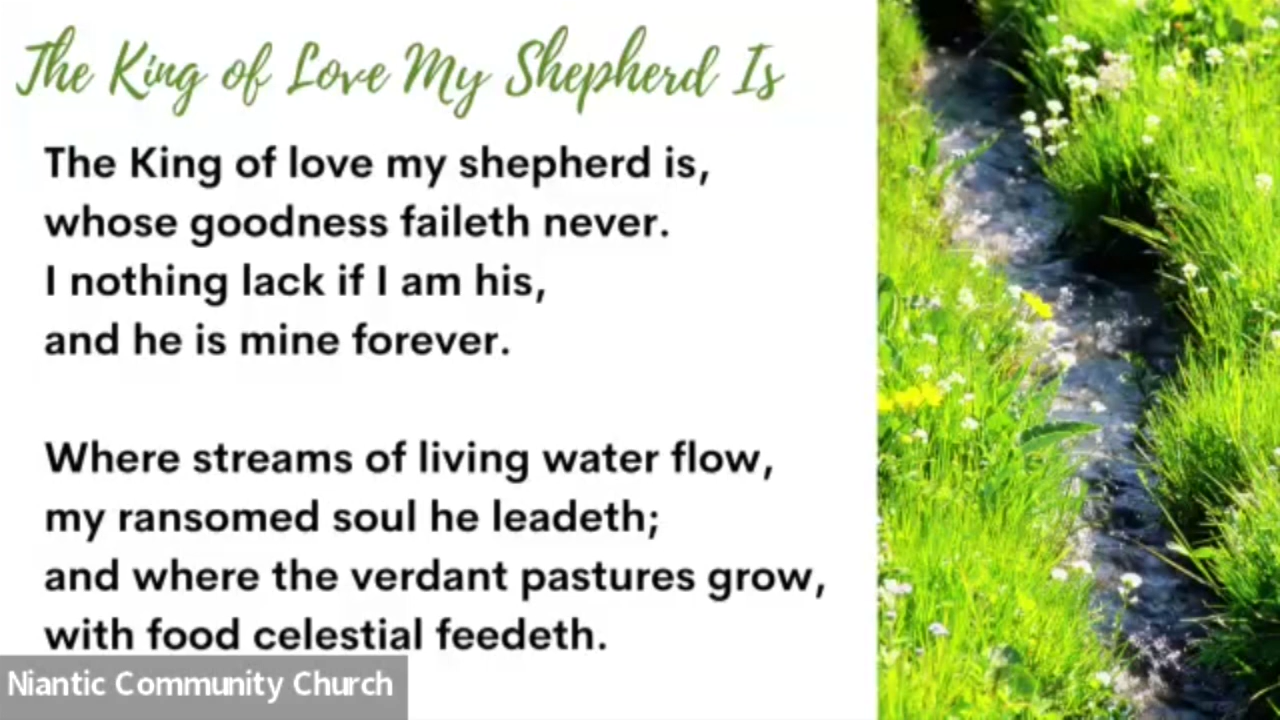 The King of Love My Shepherd Is
The King of love my shepherd is,
whose goodness faileth never.
I nothing lack if I am his,
and he is mine forever.
Where streams of living water flow,
my ransomed soul he leadeth;
and where the verdant pastures grow,
with food celestial feedeth.
Niantic Community Church